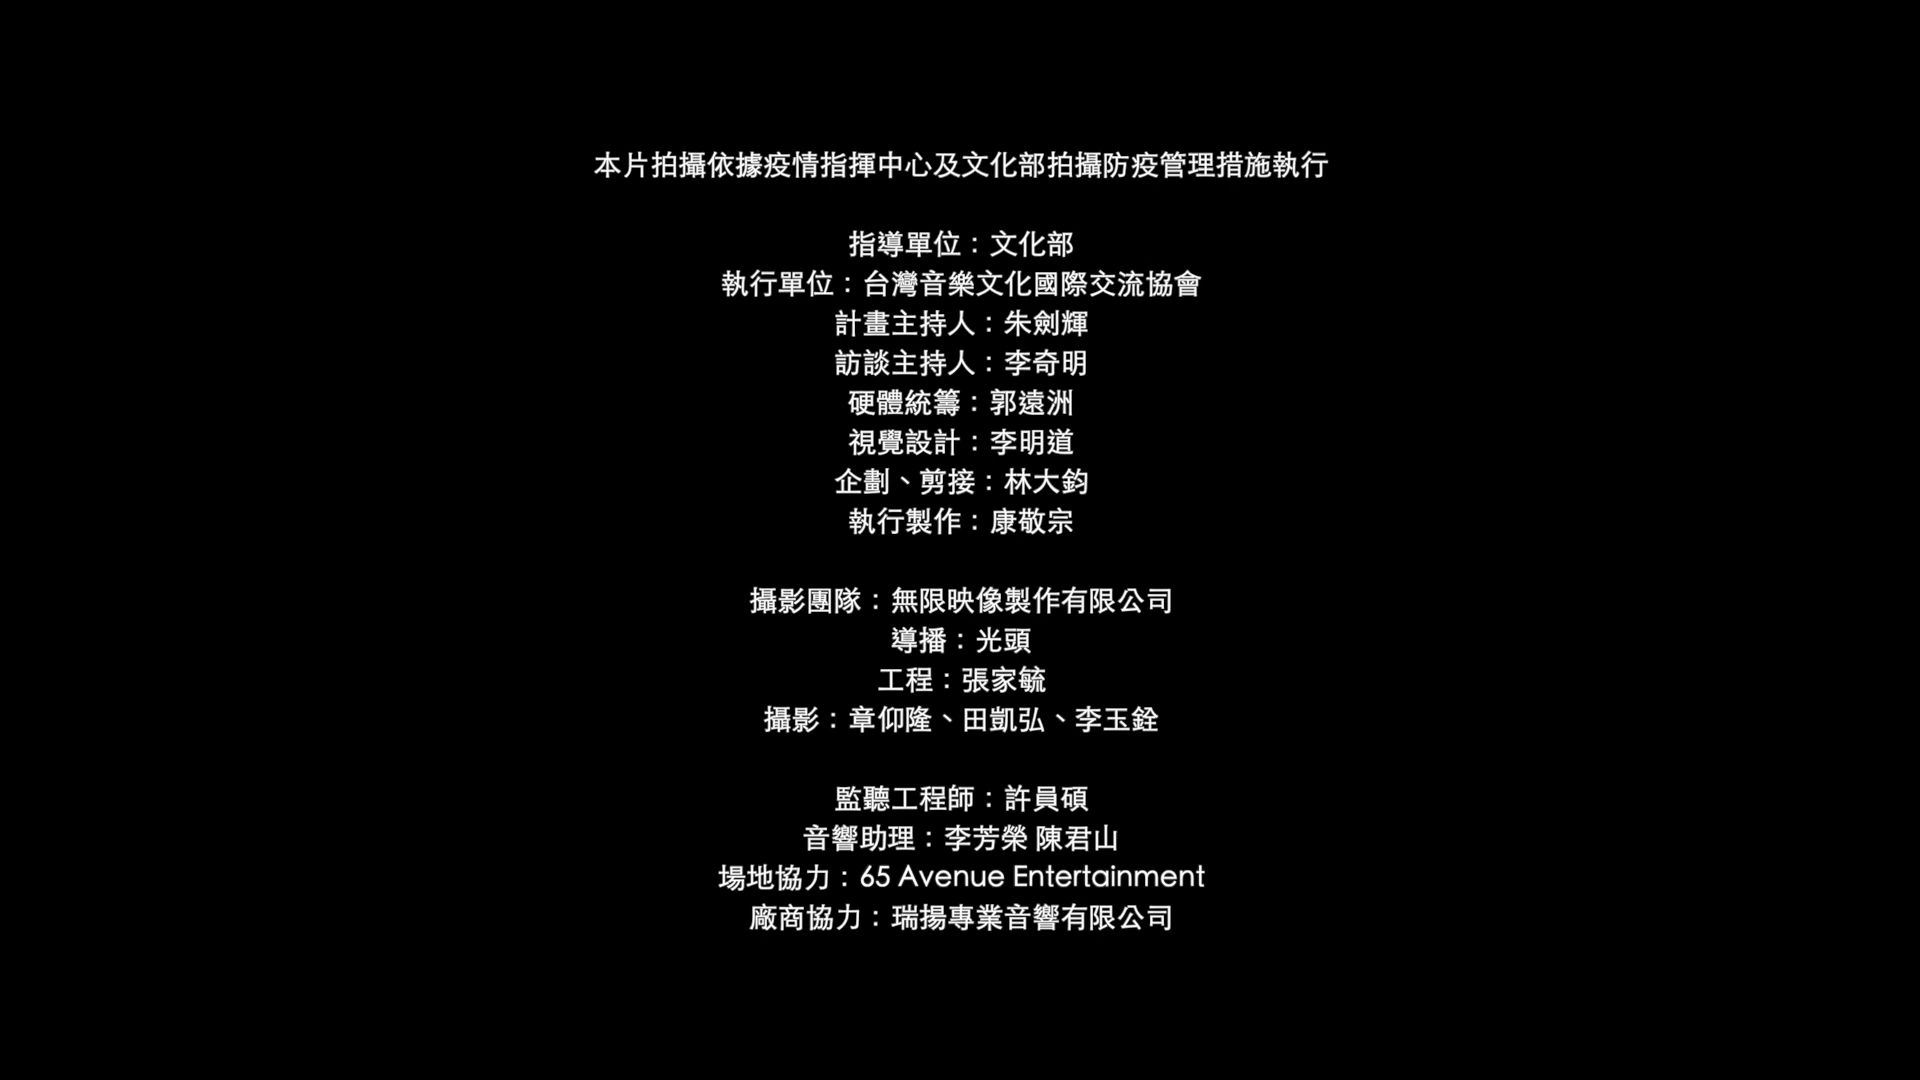 本片拍攝依據疫情指揮中心及文化部拍攝防疫管理措施執行
指導單位：文化部
執行單位：台灣音樂文化國際交流協會
計畫主持人：朱劍輝
訪談主持人：李奇明
硬體統籌：郭遠洲
視覺設計：李明道
企劃、剪接：林大鈞
執行製作：康敬宗
攝影團隊：無限映像製作有限公司
導播：光頭
工程：張家毓
攝影：章仰隆、田凱弘、李玉銓
監聽工程師：許員碩
音響助理：李芳榮 陳君山
場地協力：65 Avenue Entertainment
廠商協力：瑞揚專業音響有限公司